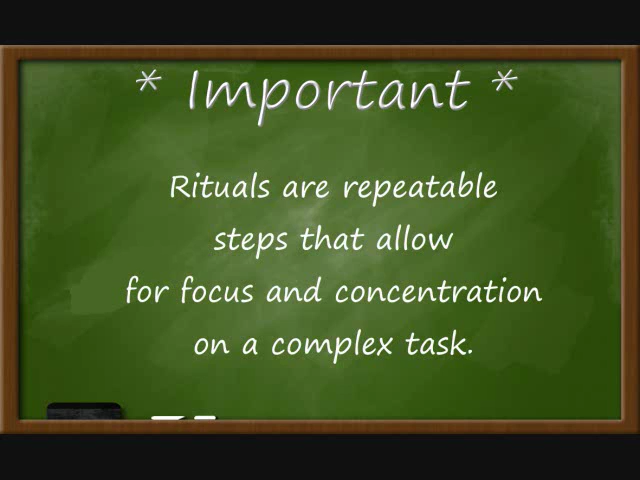 * Important *
Rituals are repeatable
steps that allow
for focus and concentration
on a complex task.